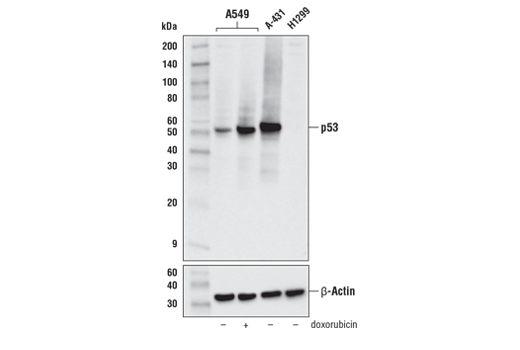 kDa
A549
A-431
H1299
200
140
100
80
60
50
40
30
20
9
p53
60
40
30
β-Actin
– + – – doxorubicin